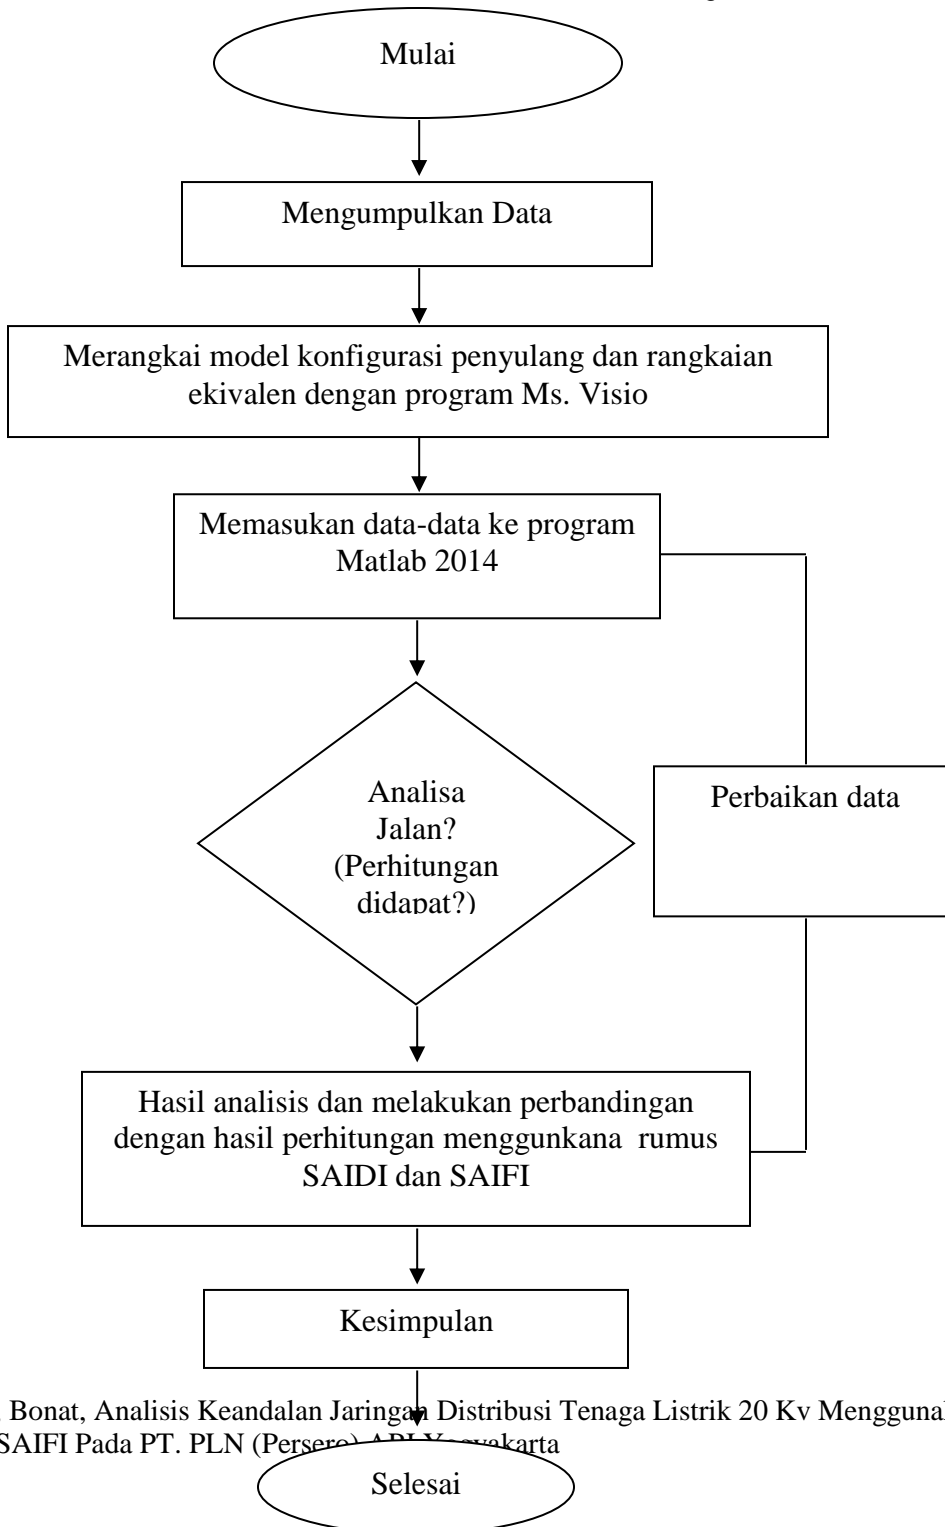 Mulai
Mengumpulkan Data
Merangkai model konfigurasi penyulang dan rangkaian
ekivalen dengan program Ms. Visio
Memasukan data-data ke program
Matlab 2014
Analisa
Jalan?
(Perhitungan
didapat?)
Perbaikan data
Hasil analisis dan melakukan perbandingan
dengan hasil perhitungan menggunkana rumus
SAIDI dan SAIFI
Kesimpulan
Bonat, Analisis Keandalan Jaringan Distribusi Tenaga Listrik 20 Kv
SAIFI Pada PT. PLN (Persero) Yogyakarta
Selesai